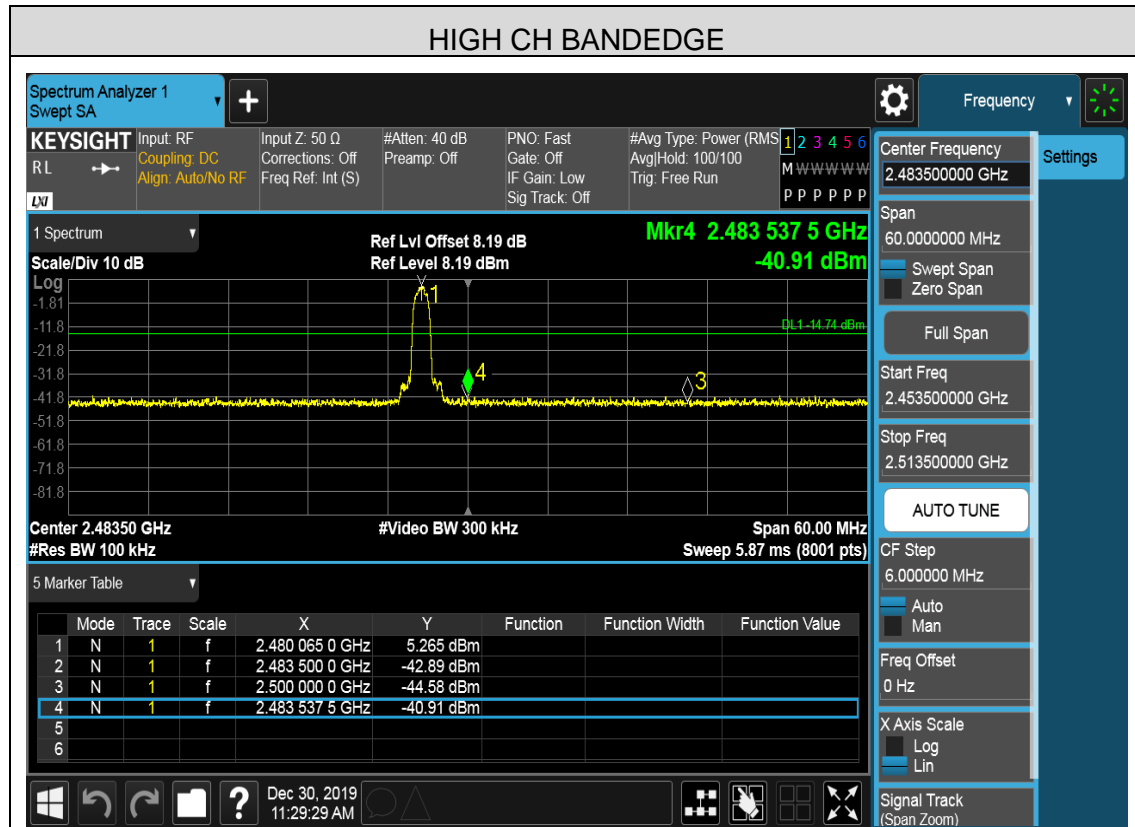 HIGH CH BANDEDGE
Spectrum Analyzer 1
Swept SA
+
Frequency
KEYSIGHT
RL
LXI
Input: RF
Coupling: DC
Align: Auto/No RF
Input Z: 50 Ω
Corrections: Off
Freq Ref: Int (S)
#Atten: 40 dB
Preamp: Off
PNO: Fast
Gate: Off
IF Gain: Low
Sig Track: Off
#Avg Type: Power (RMS
Avg|Hold: 100/100
Trig: Free Run
1 2 3 4 5 6
M W W W W W
P P P P P P
1 Spectrum
Scale/Div 10 dB
Ref Lvl Offset 8.19 dB
Ref Level 8.19 dBm
Mkr4 2.483 537 5 GHz
-40.91 dBm
Log
-1.81
-11.8
-21.8
-31.8
-41.8
-51.8
-61.8
-71.8
-81.8
1
DL1 -14.74 dBm
4
3
Center 2.48350 GHz
#Res BW 100 kHz
#Video BW 300 kHz
Span 60.00 MHz
Sweep 5.87 ms (8001 pts)
5 Marker Table
Mode Trace Scale X Y Function Function Width Function Value
1 N 1 f 2.480 065 0 GHz 5.265 dBm
2 N 1 f 2.483 500 0 GHz -42.89 dBm
3 N 1 f 2.500 000 0 GHz -44.58 dBm
4 N 1 f 2.483 537 5 GHz -40.91 dBm
5
6
?
Dec 30, 2019
11:29:29 AM
Center Frequency
2.483500000 GHz
Settings
Span
60.0000000 MHz
Swept Span
Zero Span
Full Span
Start Freq
2.453500000 GHz
Stop Freq
2.513500000 GHz
AUTO TUNE
CF Step
6.000000 MHz
Auto
Man
Freq Offset
0 Hz
X Axis Scale
Log
Lin
Signal Track
(Span Zoom)